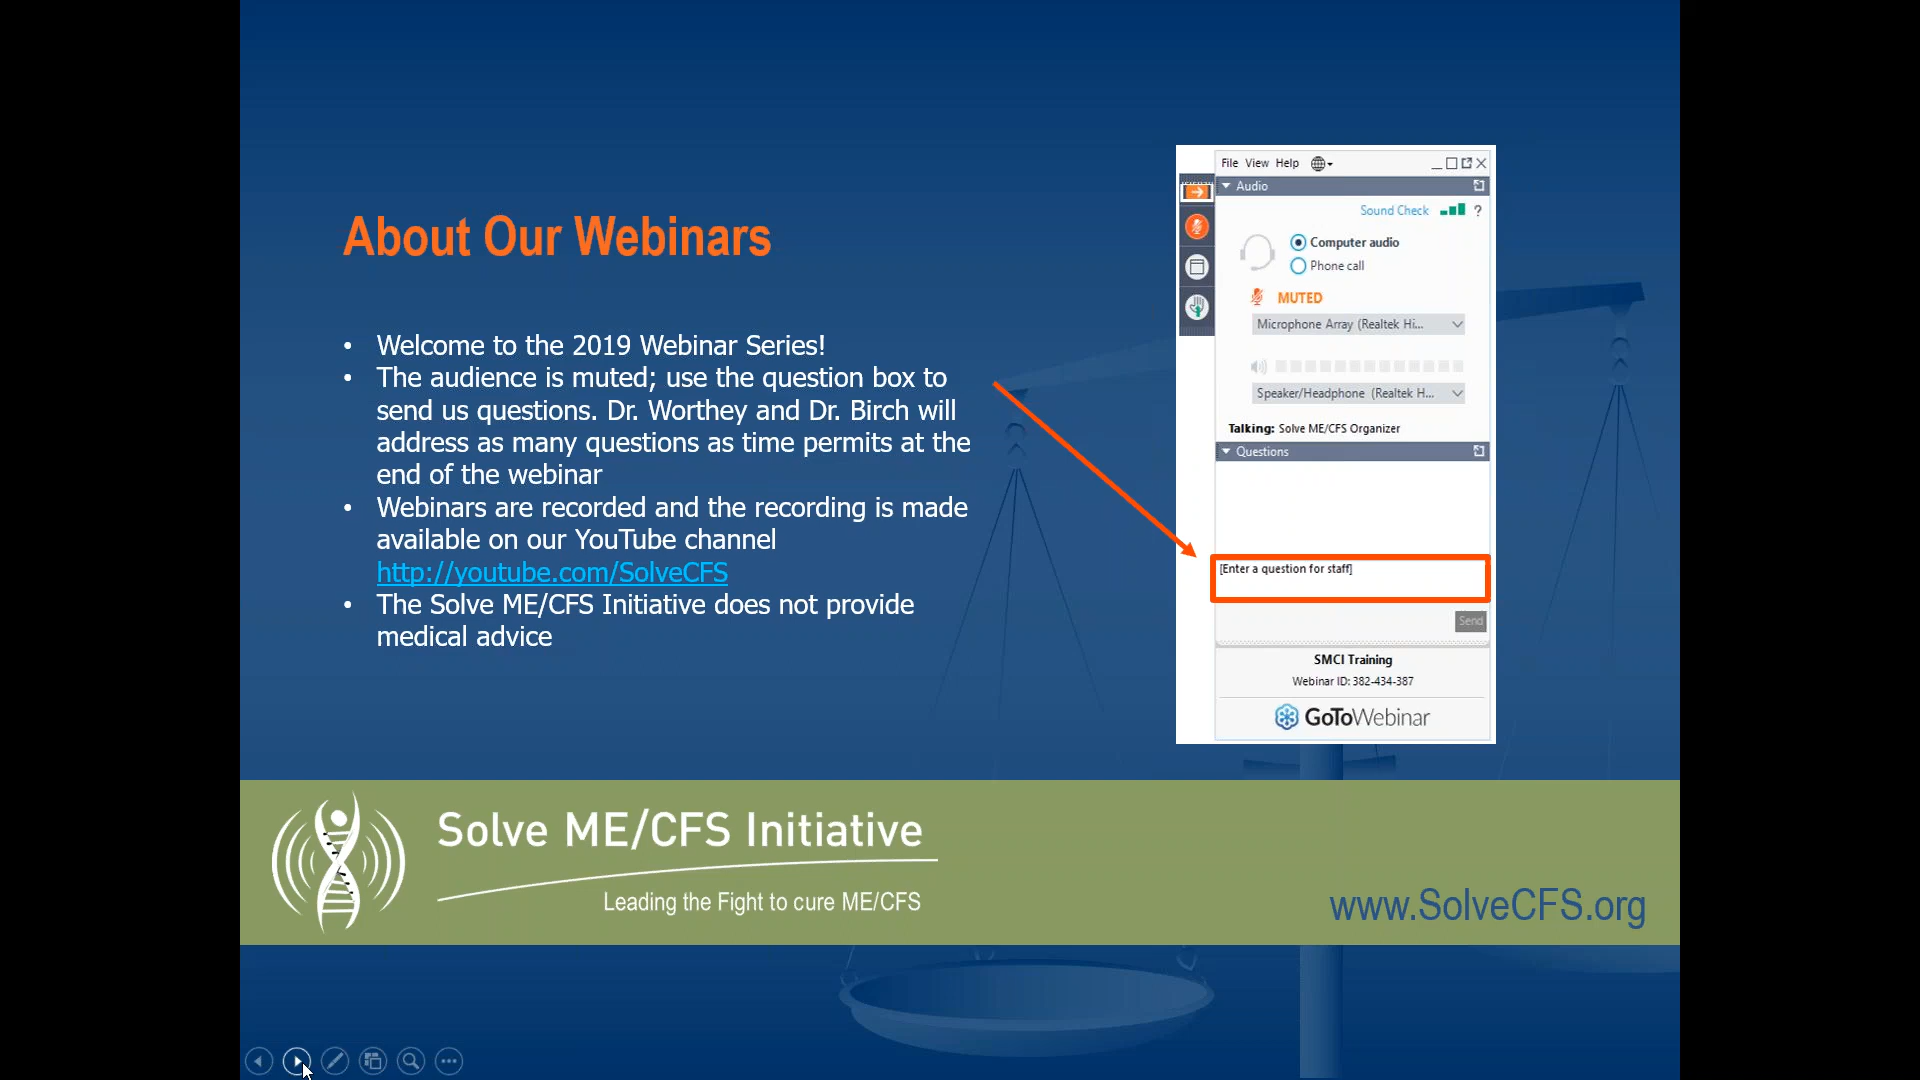 About Our Webinars
• Welcome to the 2019 Webinar Series!
• The audience is muted; use the question box to
send us questions. Dr. Worthey and Dr. Birch will
address as many questions as time permits at the
end of the webinar
• Webinars are recorded and the recording is made
available on our YouTube channel
http://youtube.com/SolveCFS
• The Solve ME/CFS Initiative does not provide
medical advice
File View Help
Audio
Sound Check ?
Computer audio
Phone call
MUTED
Microphone Array (Realtek Hi...
Speaker/Headphone (Realtek H...
Talking: Solve ME/CFS Organizer
Questions
[Enter a question for staff]
Send
SMCI Training
Webinar ID: 382-434-387
GoToWebinar
Solve ME/CFS Initiative
Leading the Fight to cure ME/CFS
www.SolveCFS.org